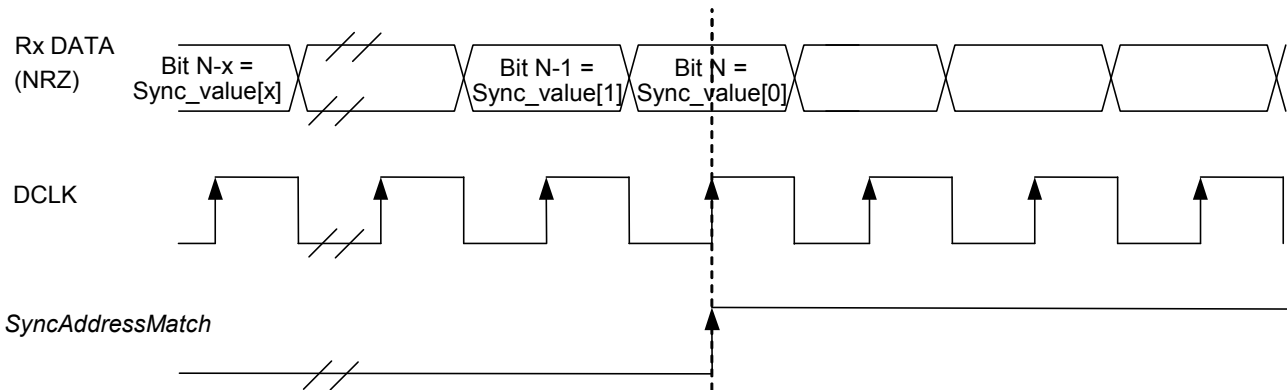 Rx DATA
(NRZ)
Bit N-x =
Sync_value[x]
Bit N-1 =
Sync_value[1]
Bit N =
Sync_value[0]
DCLK
SyncAddressMatch